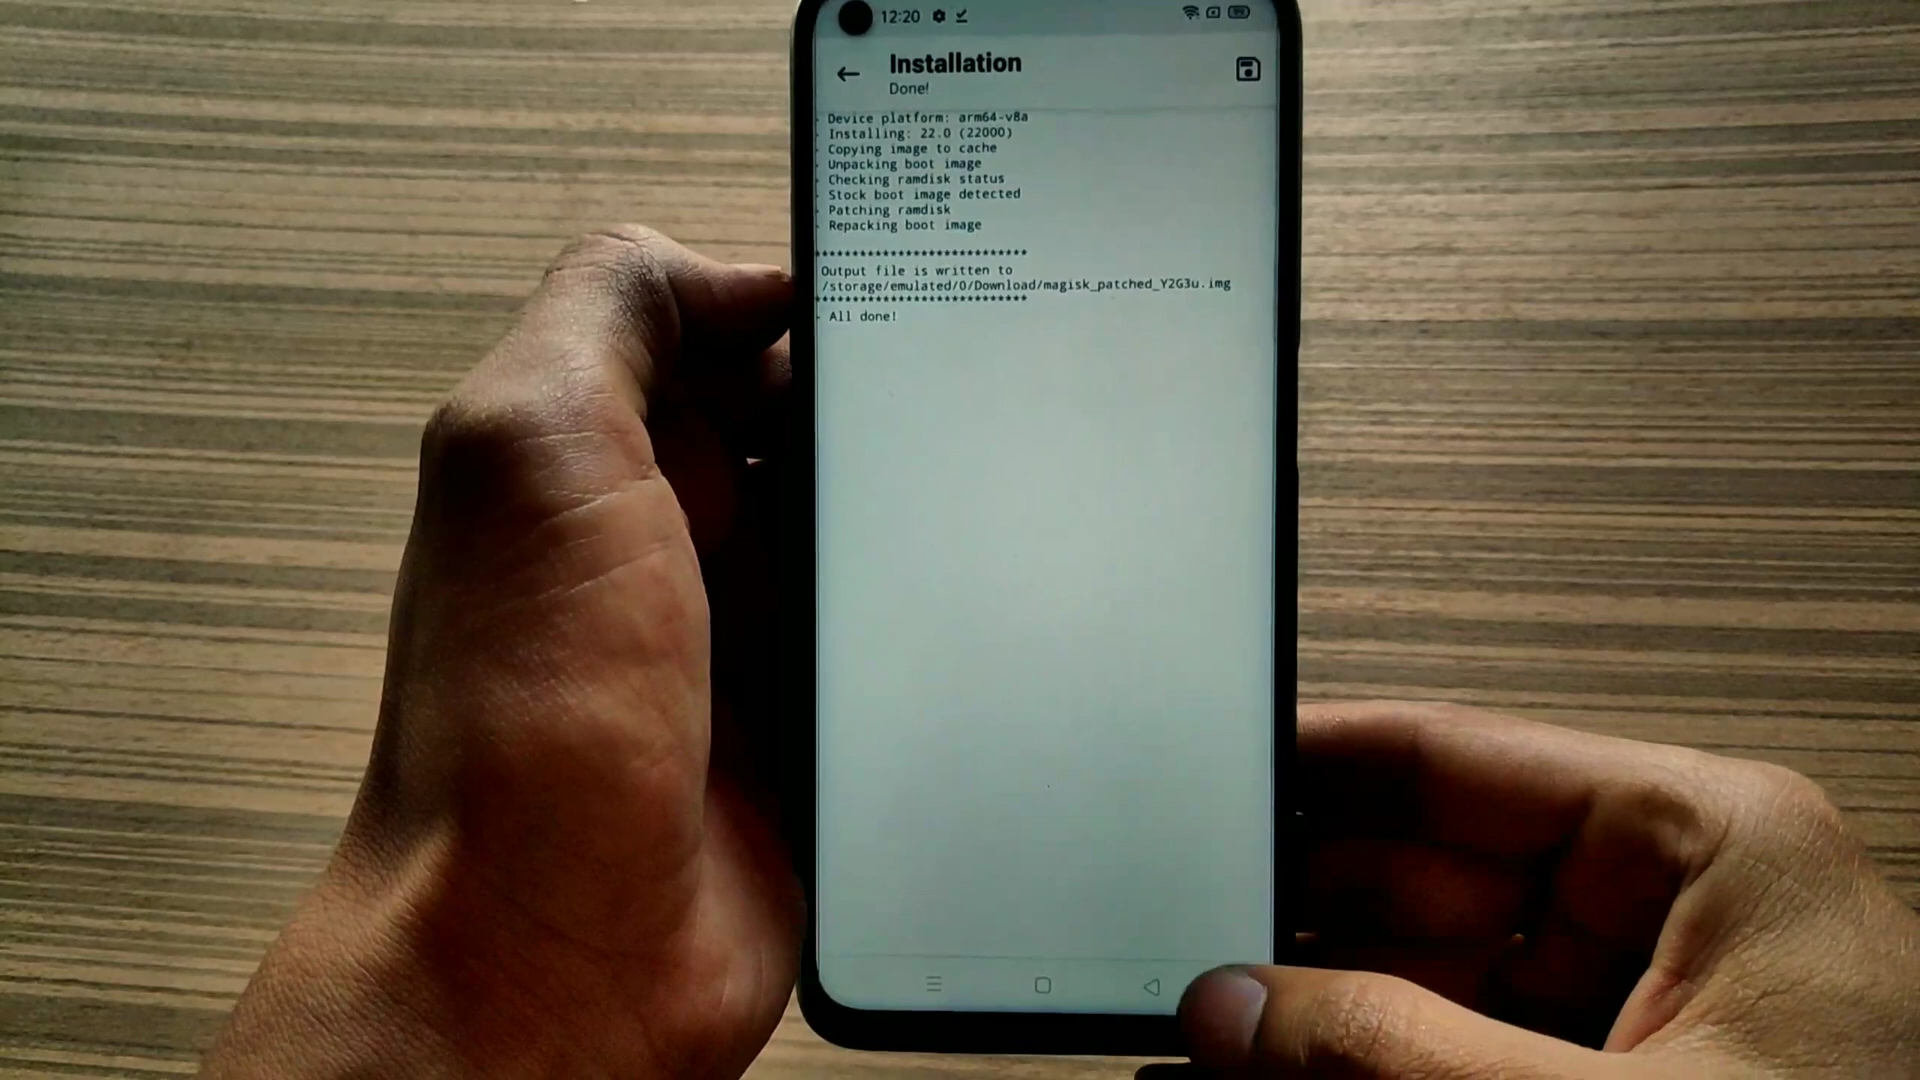 12:20
Installation
Done!
- Device platform: arm64-v8a
- Installing: 22.0 (22000)
- Copying image to cache
- Unpacking boot image
- Checking ramdisk status
- Stock boot image detected
- Patching ramdisk
- Repacking boot image
****************************
Output file is written to
/storage/emulated/0/Download/magisk_patched_Y2G3u.img
****************************
- All done!